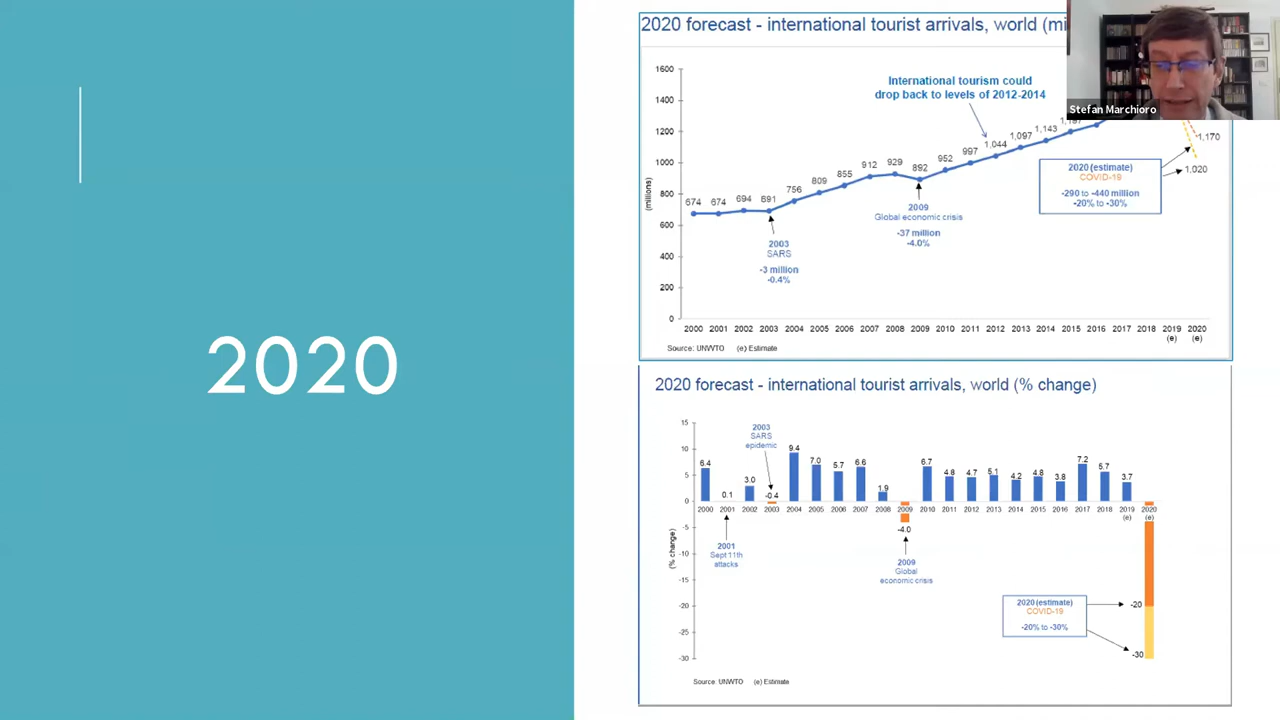 2020
2020 forecast - international tourist arrivals, world
Stefan Marchioro
1600
1400
1200
1000
800
600
400
200
0
(millions)
International tourism could
drop back to levels of 2012-2014
674 674 694 691 756 809 855 912 929 892 952 997 1,044 1,097 1,143
1,170
1,020
2020 (estimate)
COVID-19
-290 to -440 million
-20% to -30%
2003
SARS
-3 million
-0.4%
2009
Global economic crisis
-37 million
-4.0%
2000 2001 2002 2003 2004 2005 2006 2007 2008 2009 2010 2011 2012 2013 2014 2015 2016 2017 2018 2019 2020
(e) (e)
Source: UNWTO (e) Estimate
2020 forecast - international tourist arrivals, world (% change)
15
10
5
0
-5
-10
-15
-20
-25
-30
(% change)
2003
SARS
epidemic
6.4 0.1 3.0 -0.4 9.4 7.0 5.7 6.6 1.9 -4.0 6.7 4.8 4.7 5.1 4.2 4.8 3.8 7.2 5.7 3.7
2000 2001 2002 2003 2004 2005 2006 2007 2008 2009 2010 2011 2012 2013 2014 2015 2016 2017 2018 2019 2020
(e) (e)
2001
Sept 11th
attacks
2009
Global
economic crisis
2020 (estimate)
COVID-19
-20% to -30%
-20
-30
Source: UNWTO (e) Estimate